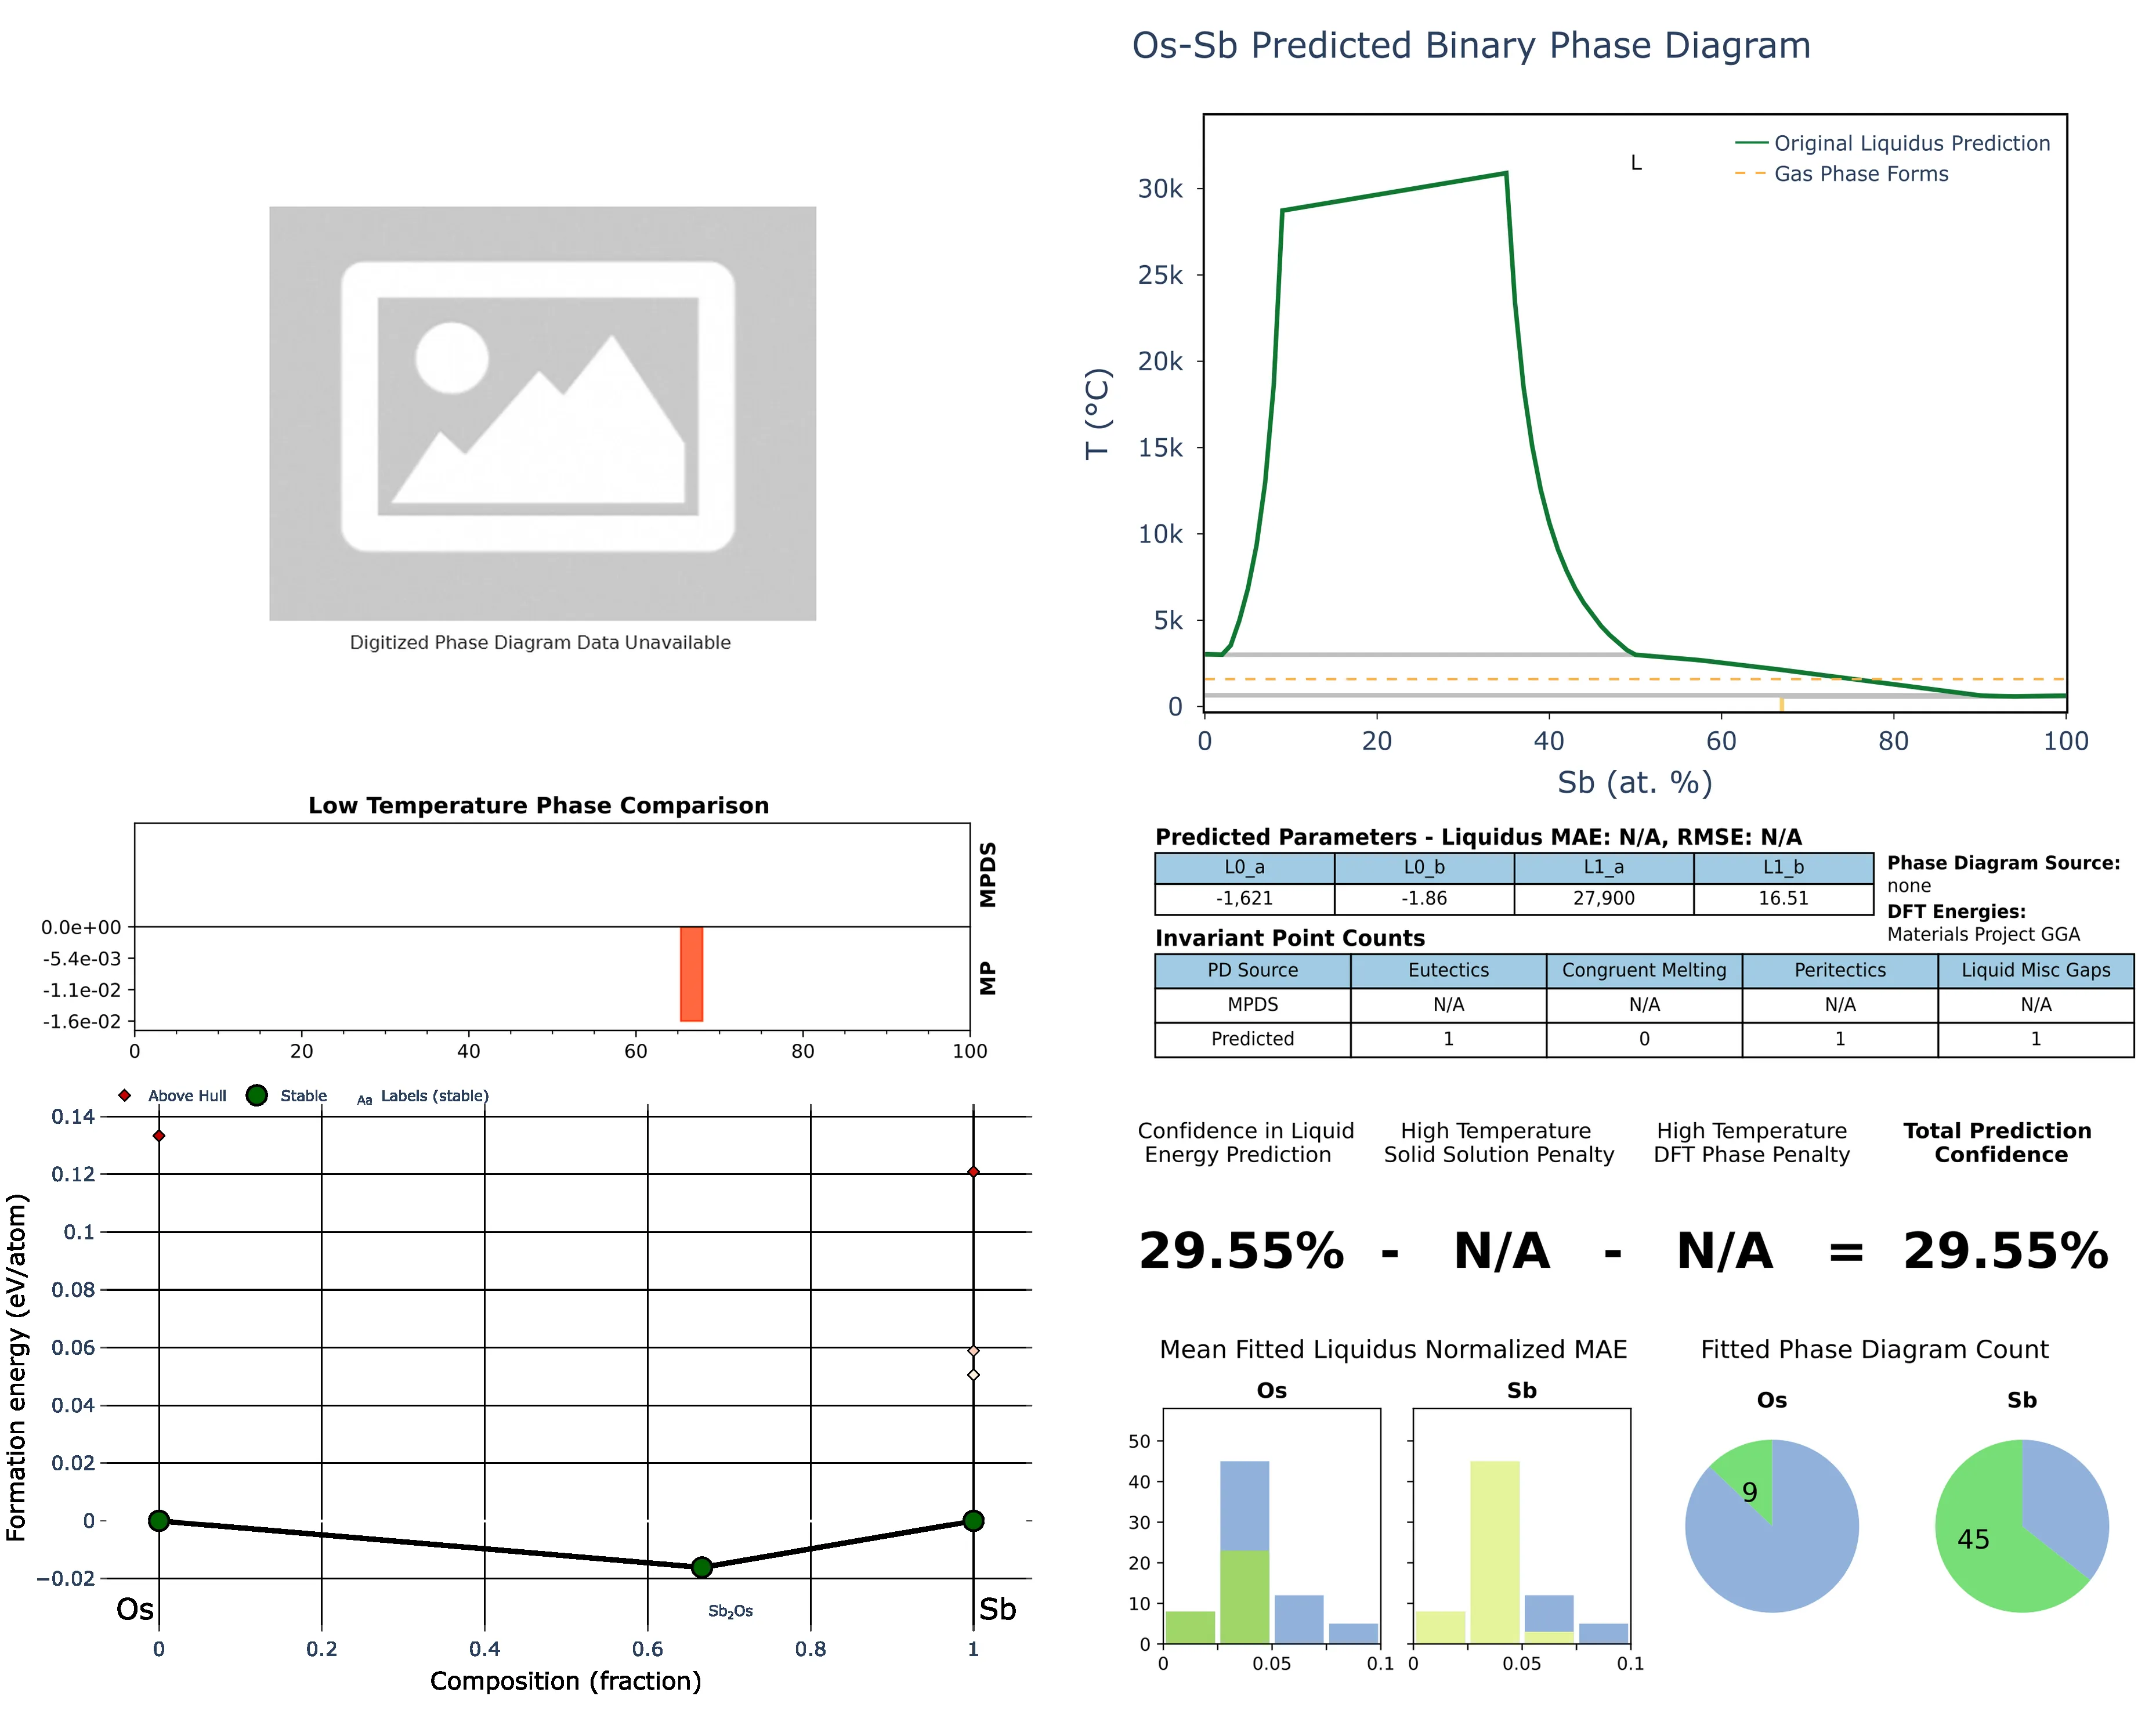 Os-Sb Predicted Binary Phase Diagram
Original Liquidus Prediction
Gas Phase Forms
L
30k
25k
20k
15k
10k
5k
0
T (°C)
0 20 40 60 80 100
Sb (at. %)
Digitized Phase Diagram Data Unavailable
Low Temperature Phase Comparison
MPDS
MP
0.0e+00
-5.4e-03
-1.1e-02
-1.6e-02
0 20 40 60 80 100
Predicted Parameters - Liquidus MAE: N/A, RMSE: N/A
L0_a L0_b L1_a L1_b
-1,621 -1.86 27,900 16.51
Phase Diagram Source:
none
DFT Energies:
Materials Project GGA
Invariant Point Counts
PD Source Eutectics Congruent Melting Peritectics Liquid Misc Gaps
MPDS N/A N/A N/A N/A
Predicted 1 0 1 1
Above Hull Stable Aa Labels (stable)
0.14
0.12
0.1
0.08
0.06
0.04
0.02
0
−0.02
Formation energy (eV/atom)
Os Sb
Sb₂Os
0 0.2 0.4 0.6 0.8 1
Composition (fraction)
Confidence in Liquid
Energy Prediction
High Temperature
Solid Solution Penalty
High Temperature
DFT Phase Penalty
Total Prediction
Confidence
29.55% - N/A - N/A = 29.55%
Mean Fitted Liquidus Normalized MAE
Os Sb
50
40
30
20
10
0
0 0.05 0.1 0 0.05 0.1
Fitted Phase Diagram Count
Os Sb
9 45